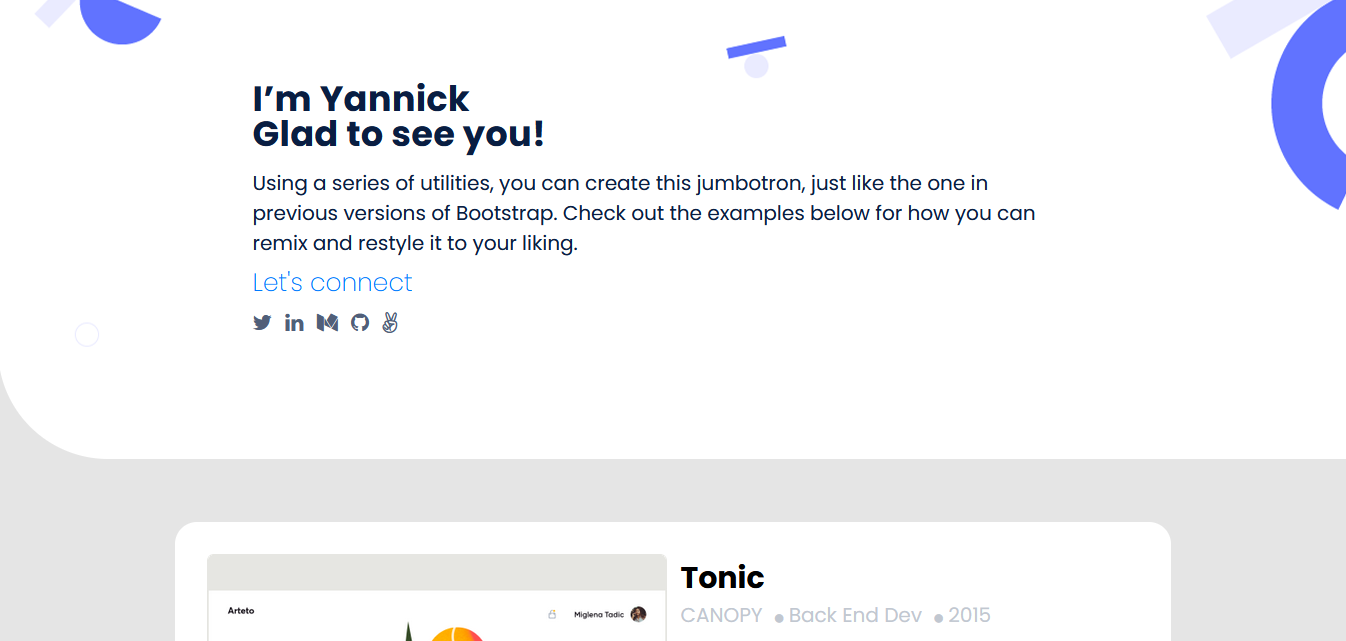 I’m Yannick
Glad to see you!
Using a series of utilities, you can create this jumbotron, just like the one in
previous versions of Bootstrap. Check out the examples below for how you can
remix and restyle it to your liking.
Let's connect
Tonic
CANOPY ● Back End Dev ● 2015
Arteto
Miglena Tadic